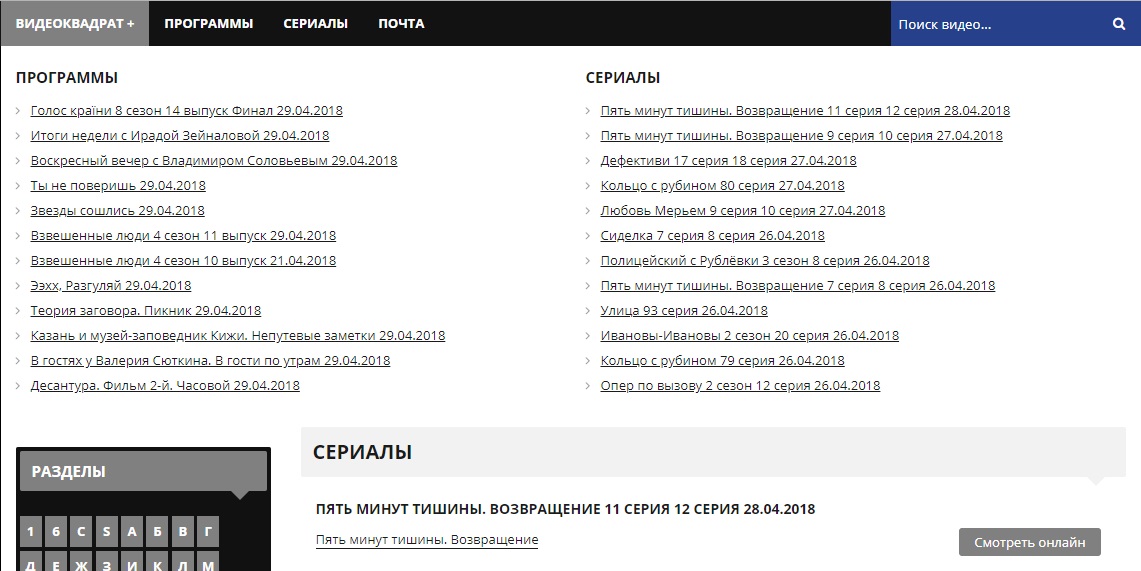 ВИДЕОКВАДРАТ + ПРОГРАММЫ СЕРИАЛЫ ПОЧТА Поиск видео...
ПРОГРАММЫ
Голос країни 8 сезон 14 выпуск Финал 29.04.2018
Итоги недели с Ирадой Зейналовой 29.04.2018
Воскресный вечер с Владимиром Соловьевым 29.04.2018
Ты не поверишь 29.04.2018
Звезды сошлись 29.04.2018
Взвешенные люди 4 сезон 11 выпуск 29.04.2018
Взвешенные люди 4 сезон 10 выпуск 21.04.2018
Ээхх, Разгуляй 29.04.2018
Теория заговора. Пикник 29.04.2018
Казань и музей-заповедник Кижи. Непутевые заметки 29.04.2018
В гостях у Валерия Сюткина. В гости по утрам 29.04.2018
Десантура. Фильм 2-й. Часовой 29.04.2018
СЕРИАЛЫ
Пять минут тишины. Возвращение 11 серия 12 серия 28.04.2018
Пять минут тишины. Возвращение 9 серия 10 серия 27.04.2018
Дефективи 17 серия 18 серия 27.04.2018
Кольцо с рубином 80 серия 27.04.2018
Любовь Мерьем 9 серия 10 серия 27.04.2018
Сиделка 7 серия 8 серия 26.04.2018
Полицейский с Рублёвки 3 сезон 8 серия 26.04.2018
Пять минут тишины. Возвращение 7 серия 8 серия 26.04.2018
Улица 93 серия 26.04.2018
Ивановы-Ивановы 2 сезон 20 серия 26.04.2018
Кольцо с рубином 79 серия 26.04.2018
Опер по вызову 2 сезон 12 серия 26.04.2018
РАЗДЕЛЫ
1 6 C S А Б В Г
Д Е Ж З И К Л М
СЕРИАЛЫ
ПЯТЬ МИНУТ ТИШИНЫ. ВОЗВРАЩЕНИЕ 11 СЕРИЯ 12 СЕРИЯ 28.04.2018
Пять минут тишины. Возвращение
Смотреть онлайн